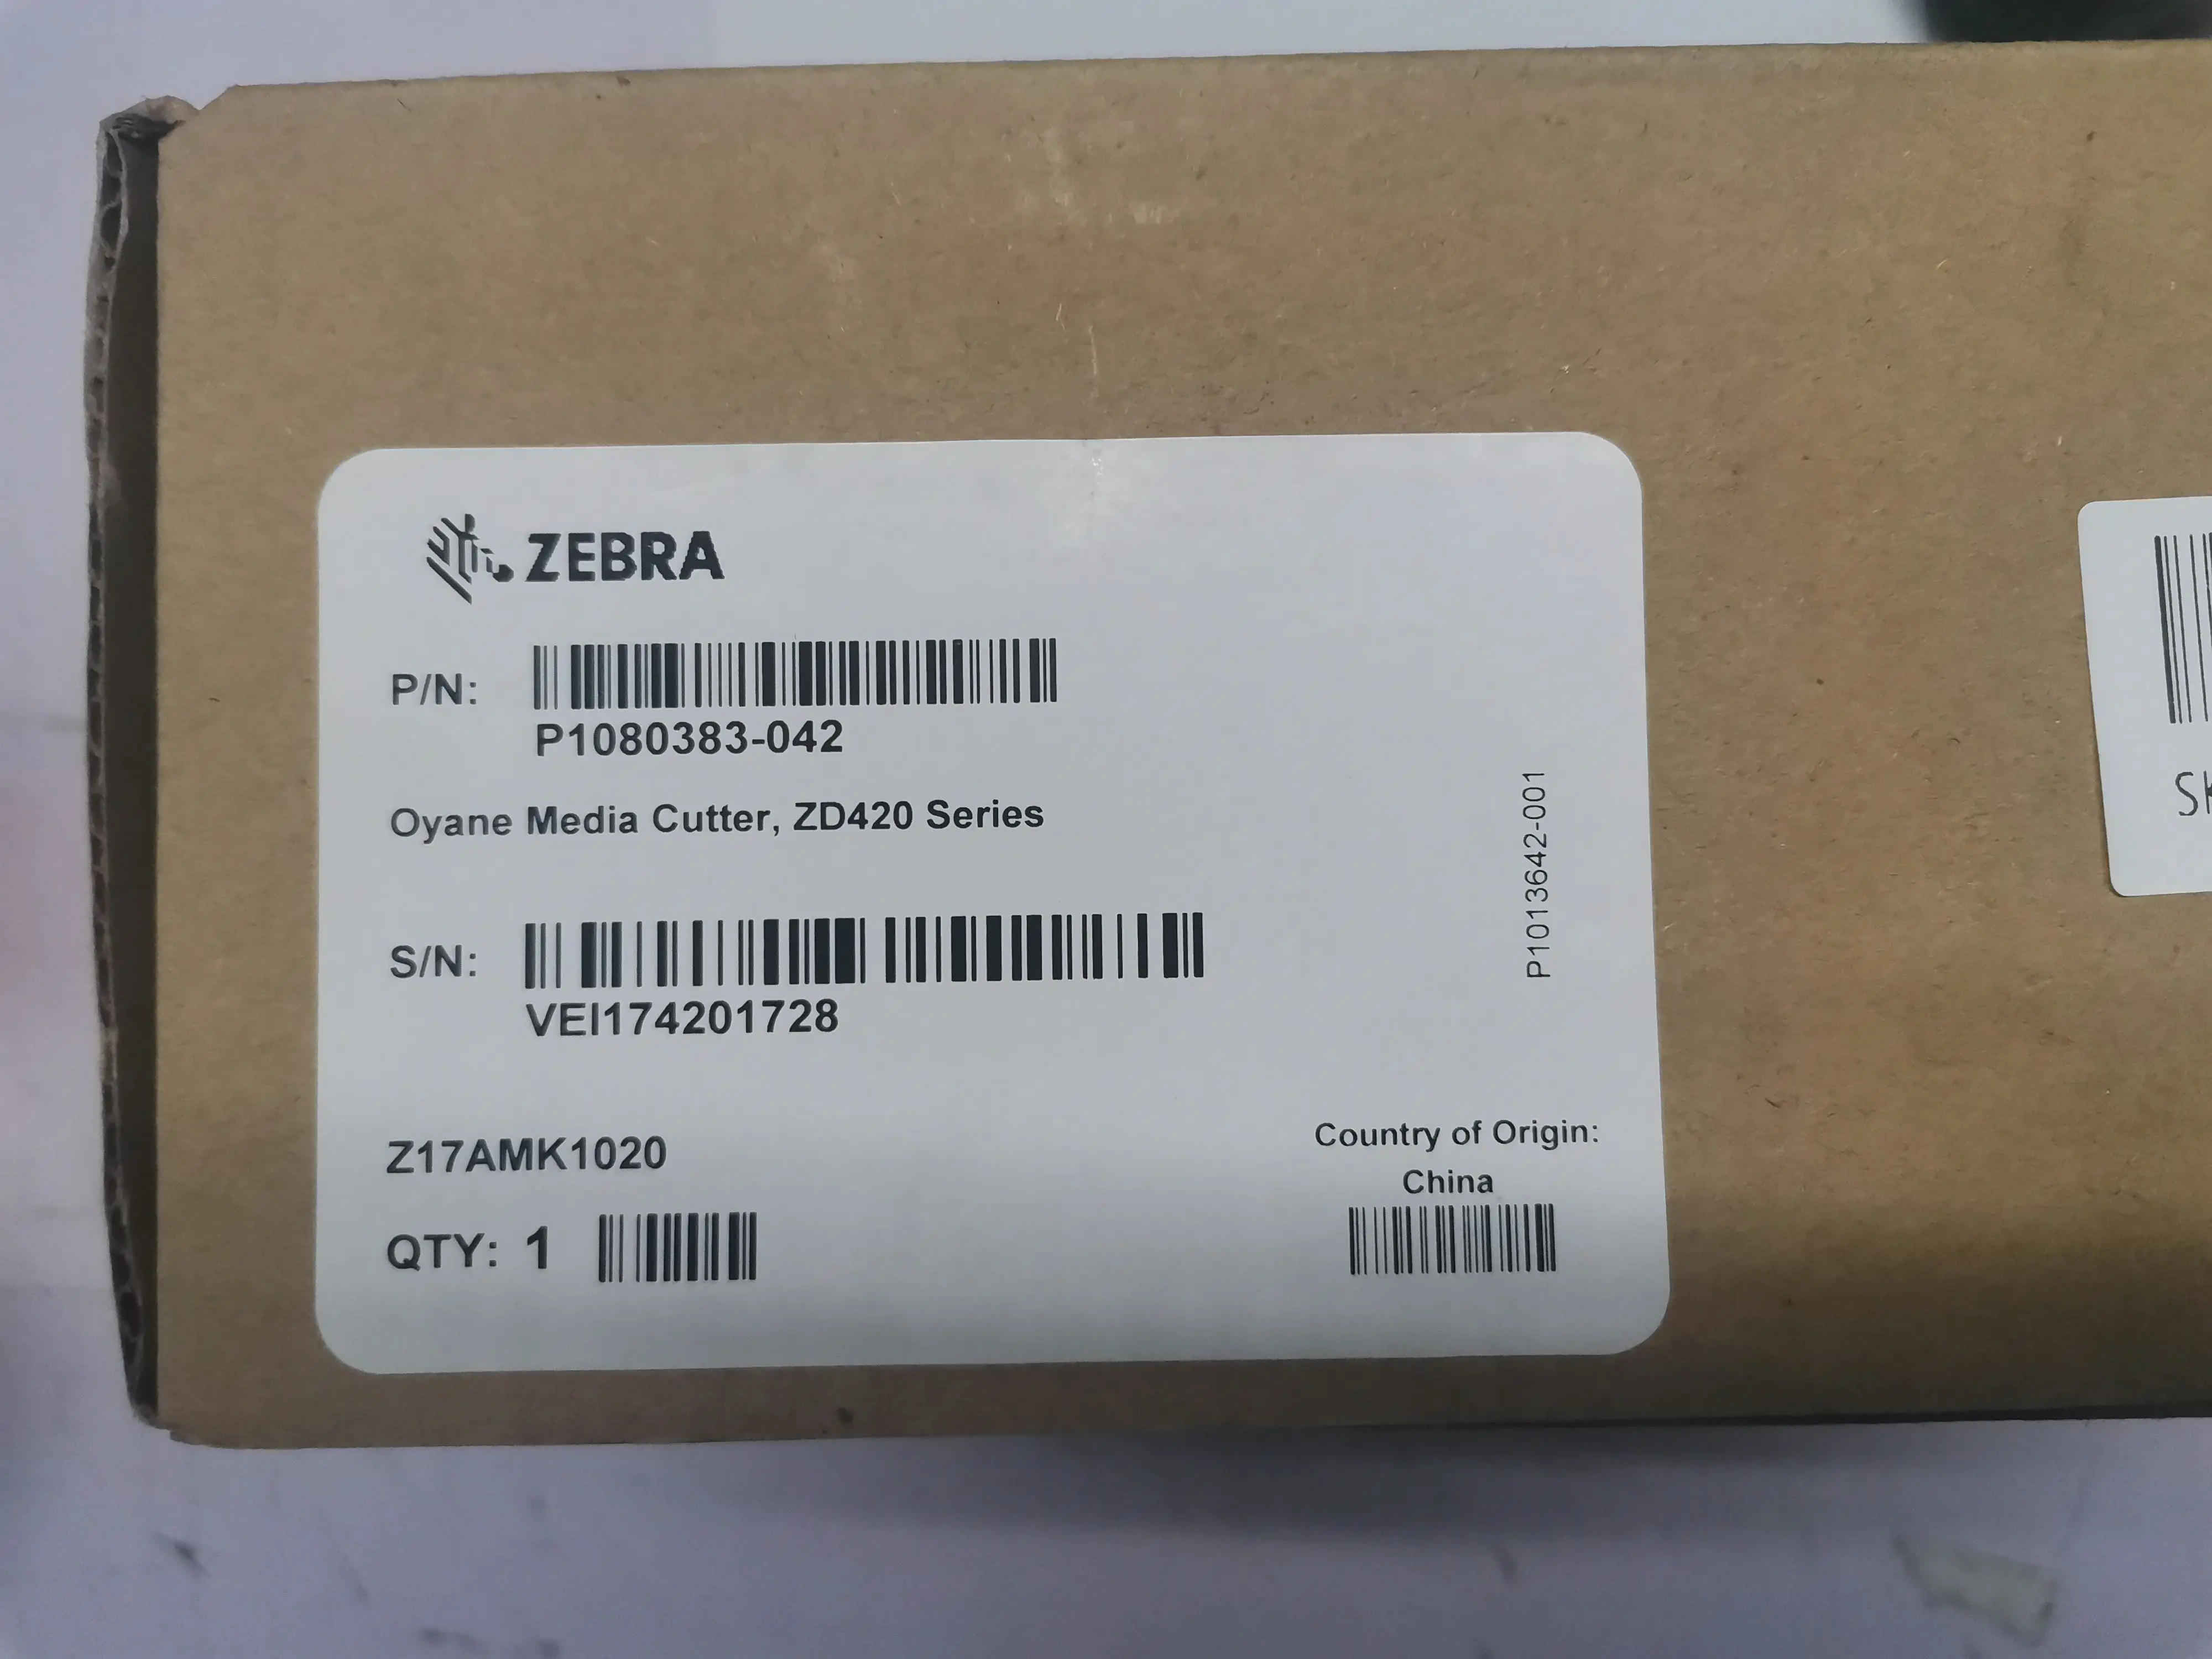 ZEBRA
P/N:
P1080383-042
Oyane Media Cutter, ZD420 Series
S/N:
VEI174201728
P1013642-001
Z17AMK1020
QTY: 1
Country of Origin:
China